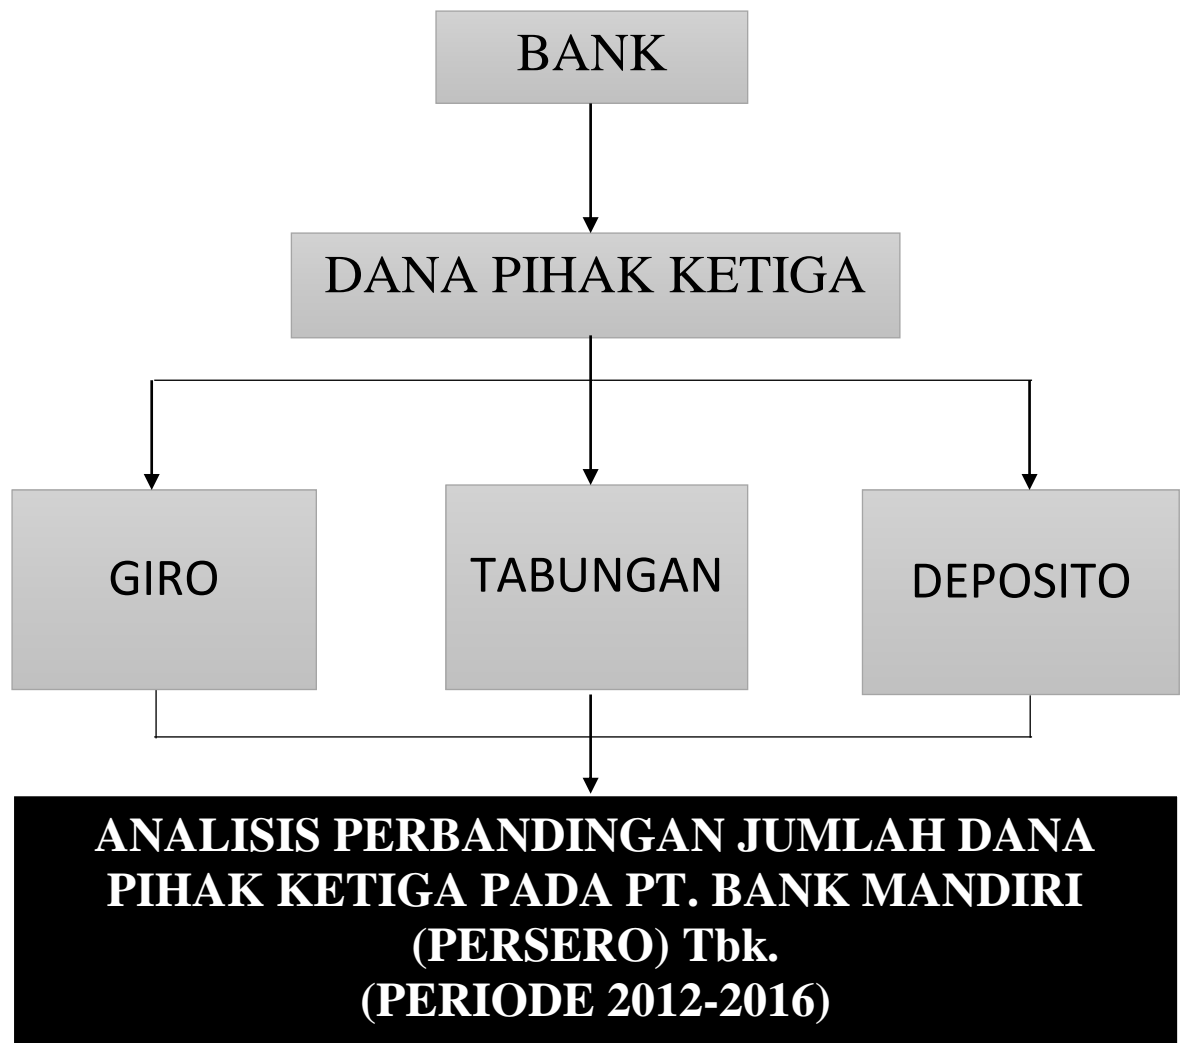 BANK
DANA PIHAK KETIGA
GIRO
TABUNGAN
DEPOSITO
ANALISIS PERBANDINGAN JUMLAH DANA
PIHAK KETIGA PADA PT. BANK MANDIRI
(PERSERO) Tbk.
(PERIODE 2012-2016)